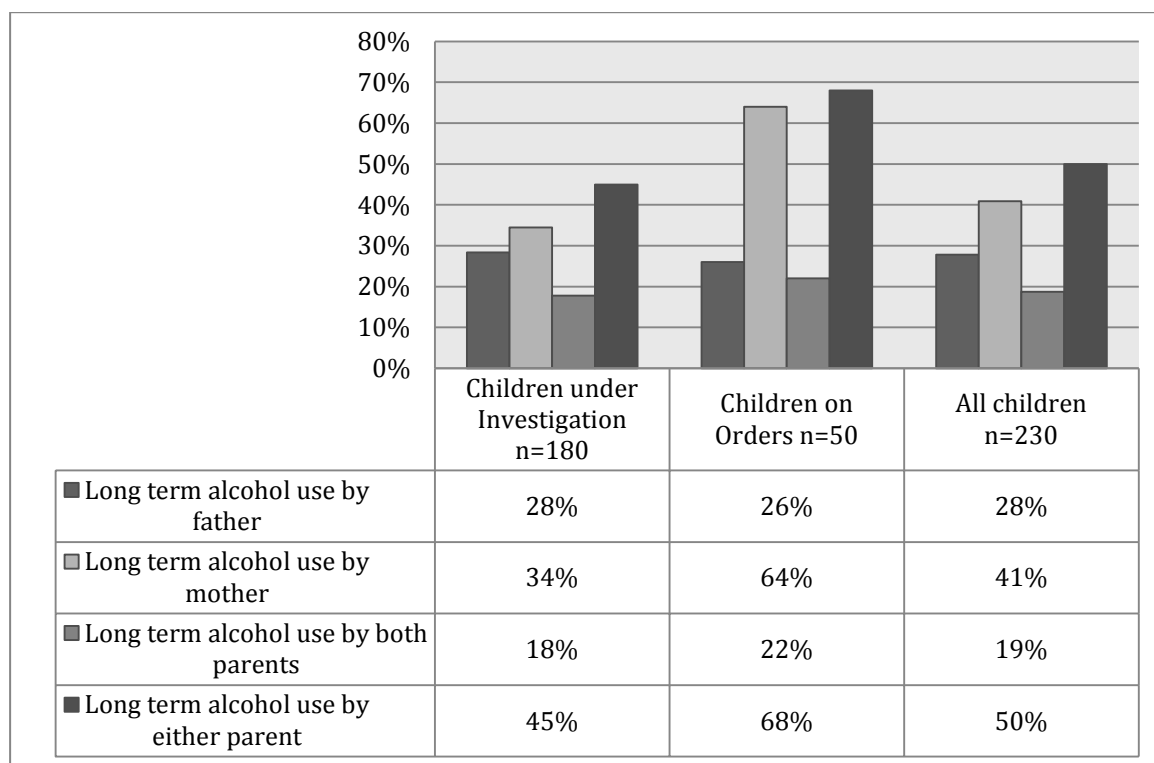 80%
70%
60%
50%
40%
30%
20%
10%
0%
Children under
Investigation
n=180
Children on
Orders n=50
All children
n=230
Long term alcohol use by
father
28%
26%
28%
Long term alcohol use by
mother
34%
64%
41%
Long term alcohol use by both
parents
18%
22%
19%
Long term alcohol use by
either parent
45%
68%
50%